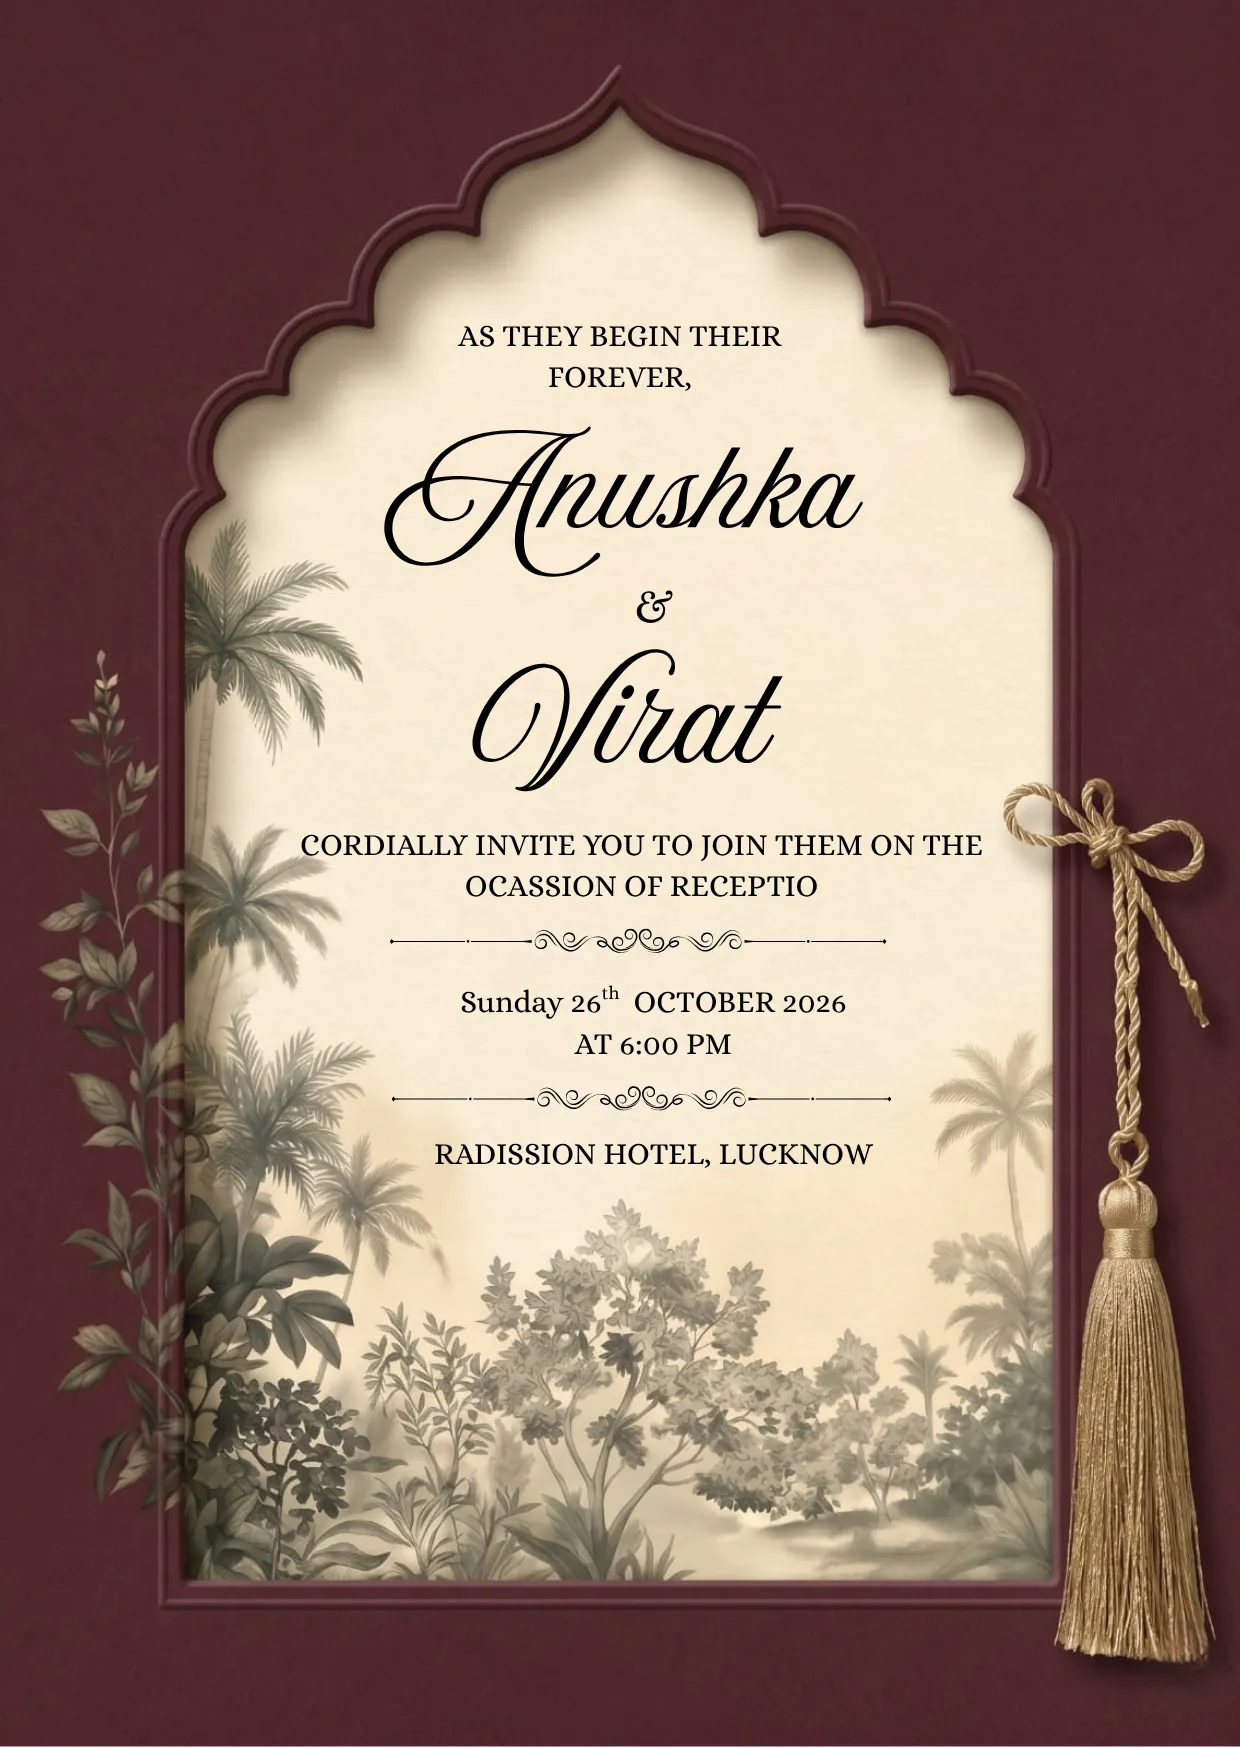 AS THEY BEGIN THEIR
FOREVER,
Anushka
&
Virat
CORDIALLY INVITE YOU TO JOIN THEM ON THE
OCASSION OF RECEPTIO
Sunday 26th OCTOBER 2026
AT 6:00 PM
RADISSION HOTEL, LUCKNOW